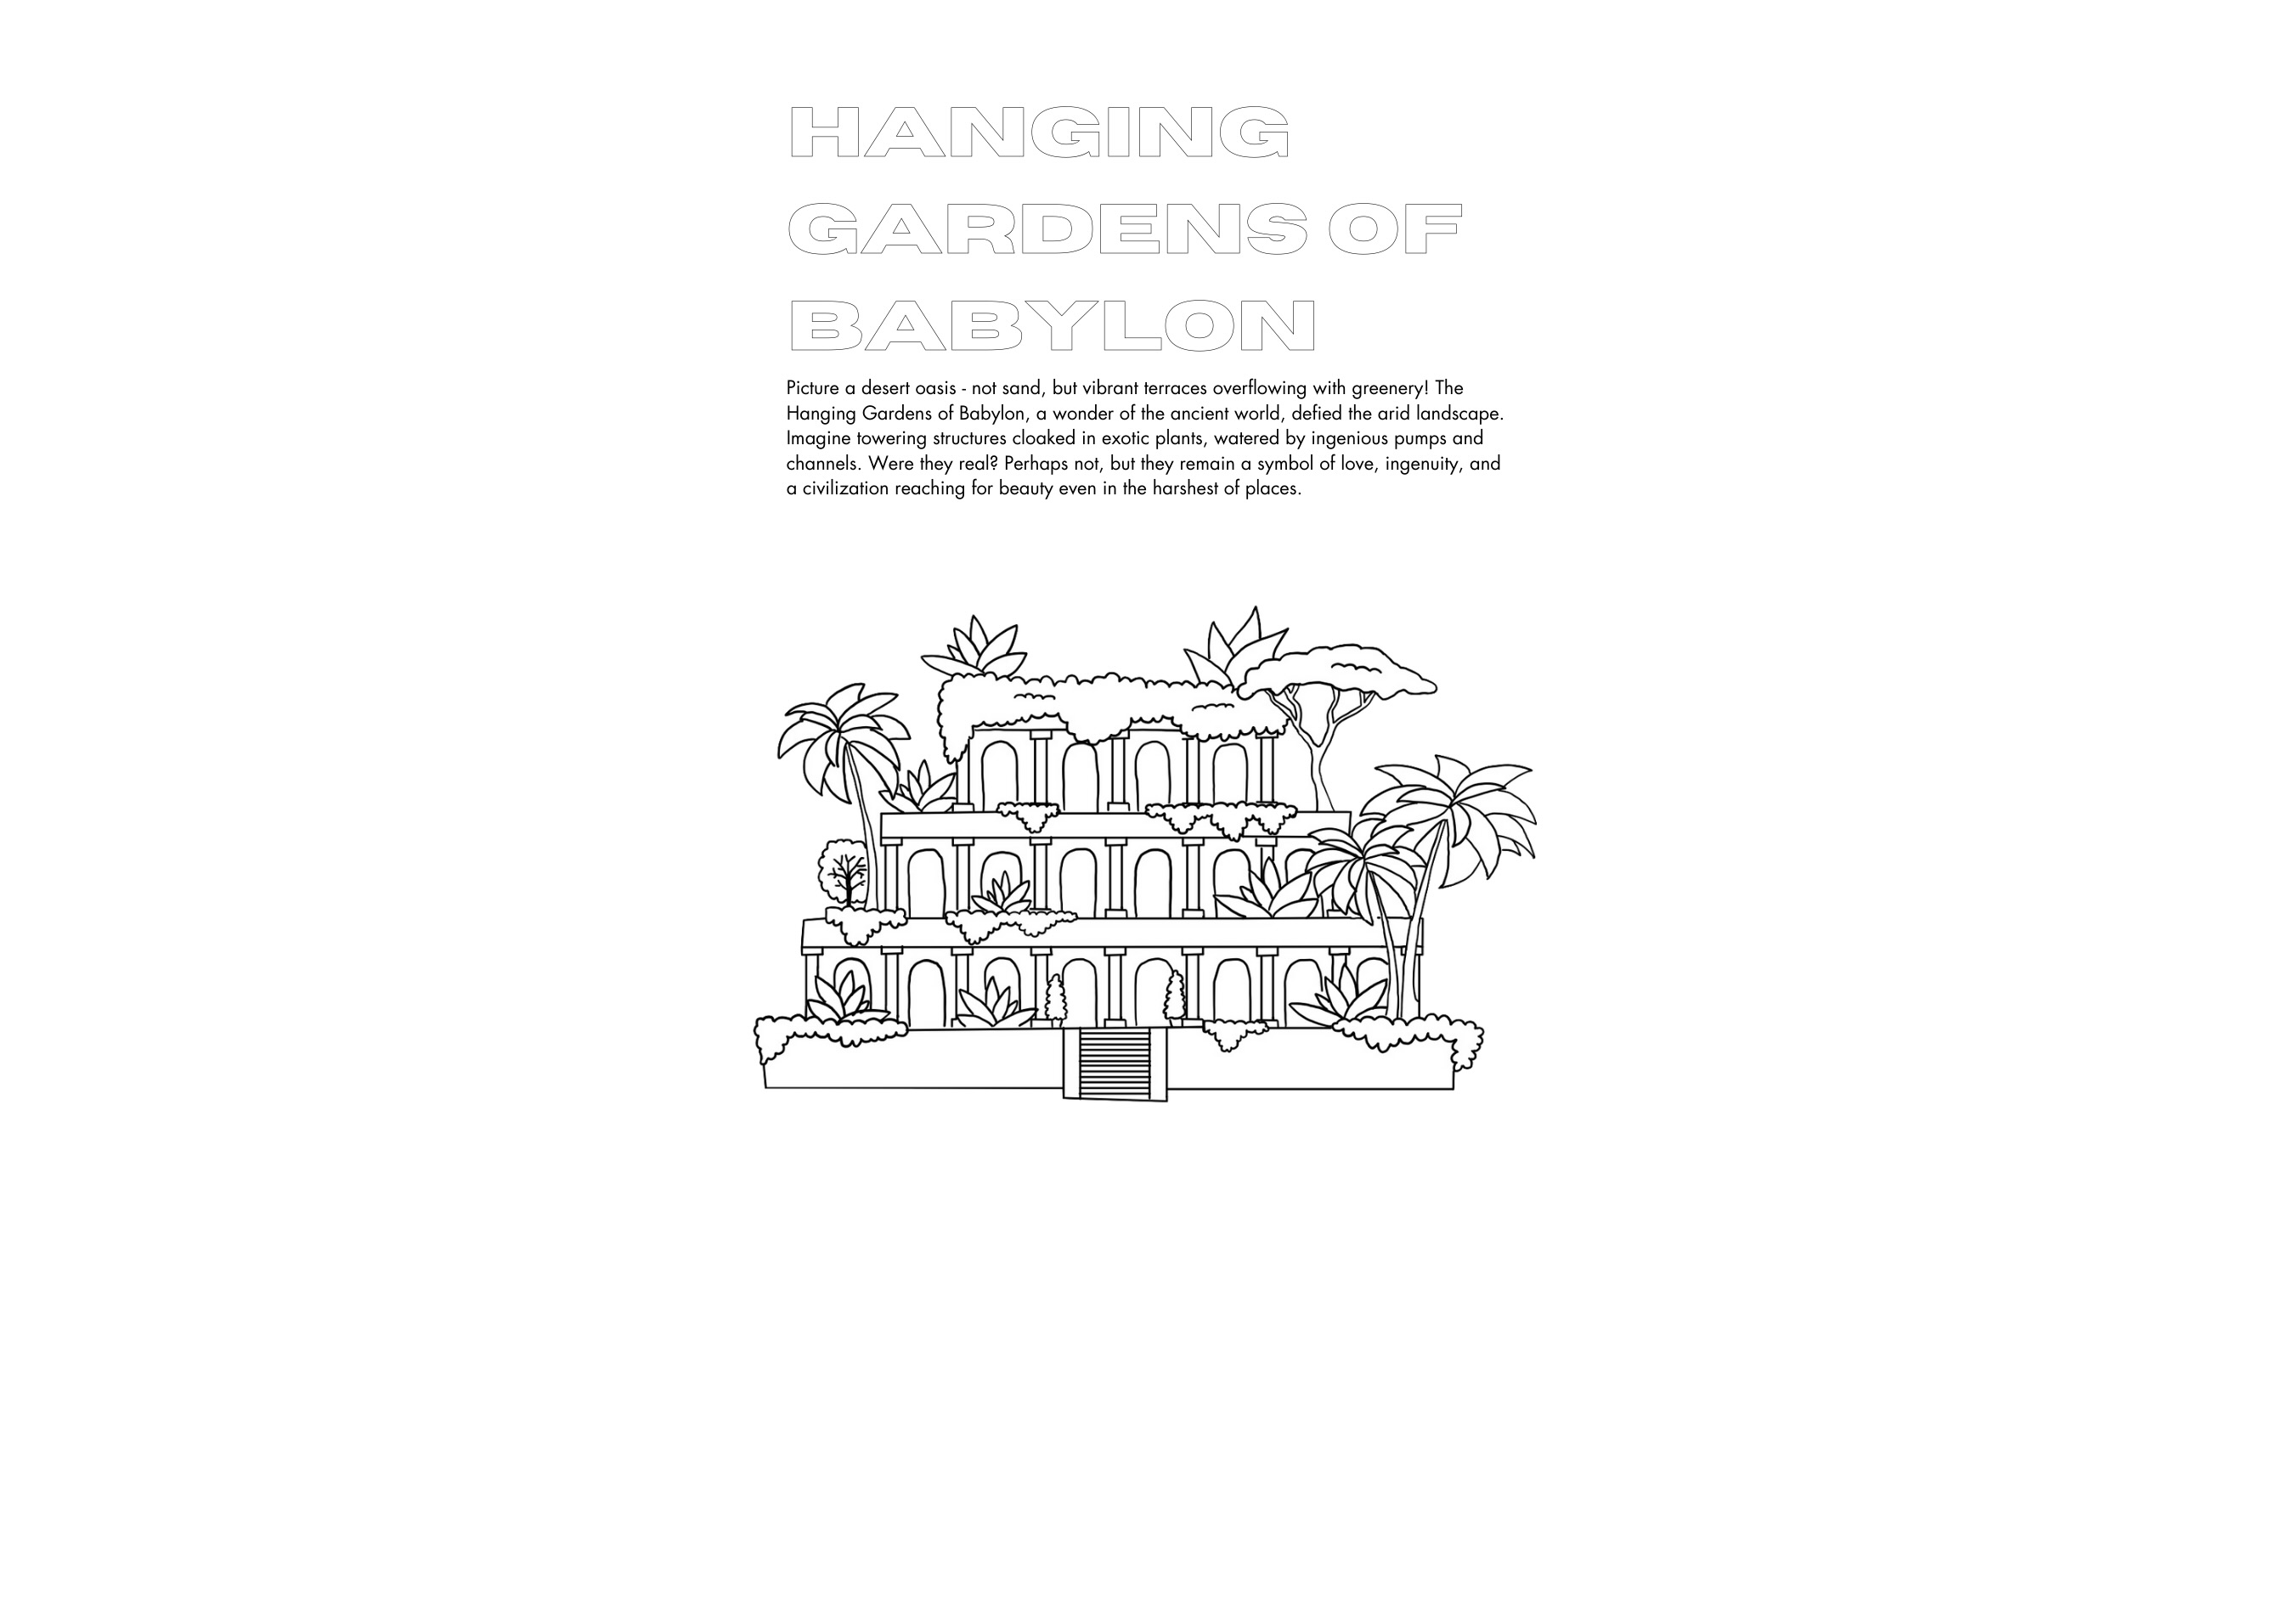 HANGING
GARDENS OF
BABYLON
Picture a desert oasis - not sand, but vibrant terraces overflowing with greenery! The
Hanging Gardens of Babylon, a wonder of the ancient world, defied the arid landscape.
Imagine towering structures cloaked in exotic plants, watered by ingenious pumps and
channels. Were they real? Perhaps not, but they remain a symbol of love, ingenuity, and
a civilization reaching for beauty even in the harshest of places.